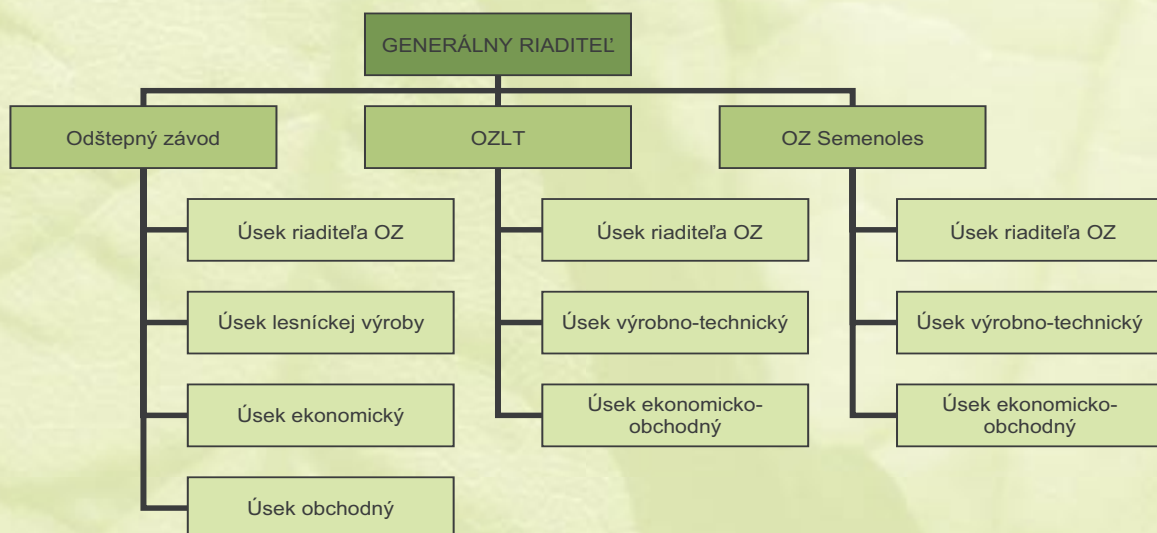 GENERÁLNY RIADITEĽ
Odštepný závod
OZLT
OZ Semenoles
Úsek riaditeľa OZ
Úsek riaditeľa OZ
Úsek riaditeľa OZ
Úsek lesníckej výroby
Úsek výrobno-technický
Úsek výrobno-technický
Úsek ekonomický
Úsek ekonomicko-
obchodný
Úsek ekonomicko-
obchodný
Úsek obchodný